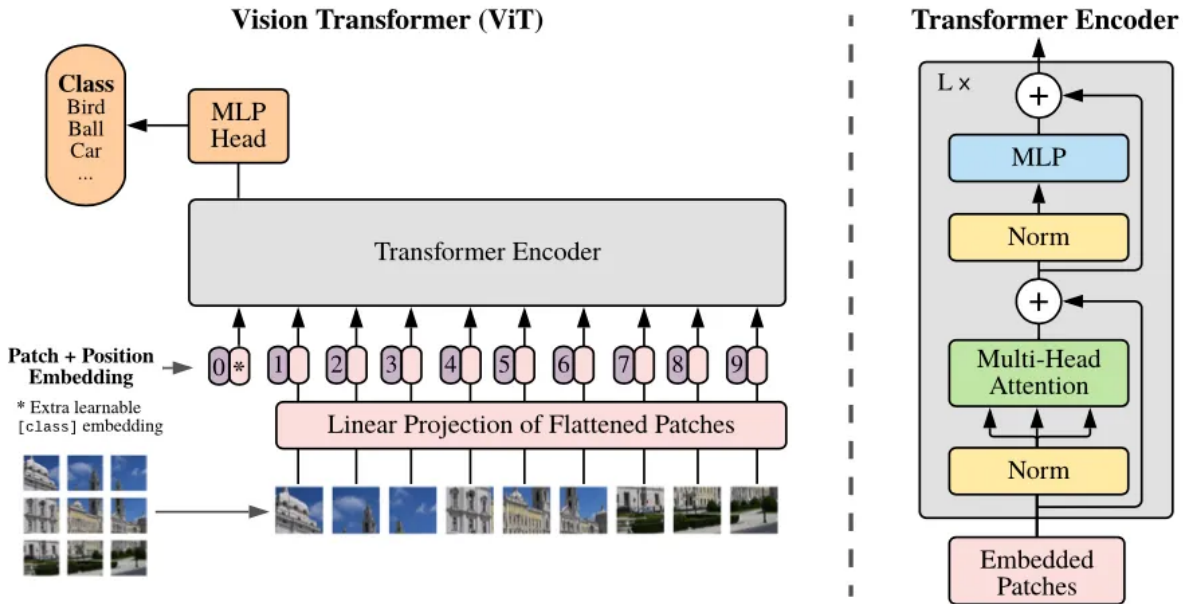 Vision Transformer (ViT)
Class
Bird
Ball
Car
...
MLP
Head
Transformer Encoder
Patch + Position
Embedding
0 * 1 2 3 4 5 6 7 8 9
* Extra learnable
[class] embedding
Linear Projection of Flattened Patches
Transformer Encoder
L ×
+
MLP
Norm
+
Multi-Head
Attention
Norm
Embedded
Patches